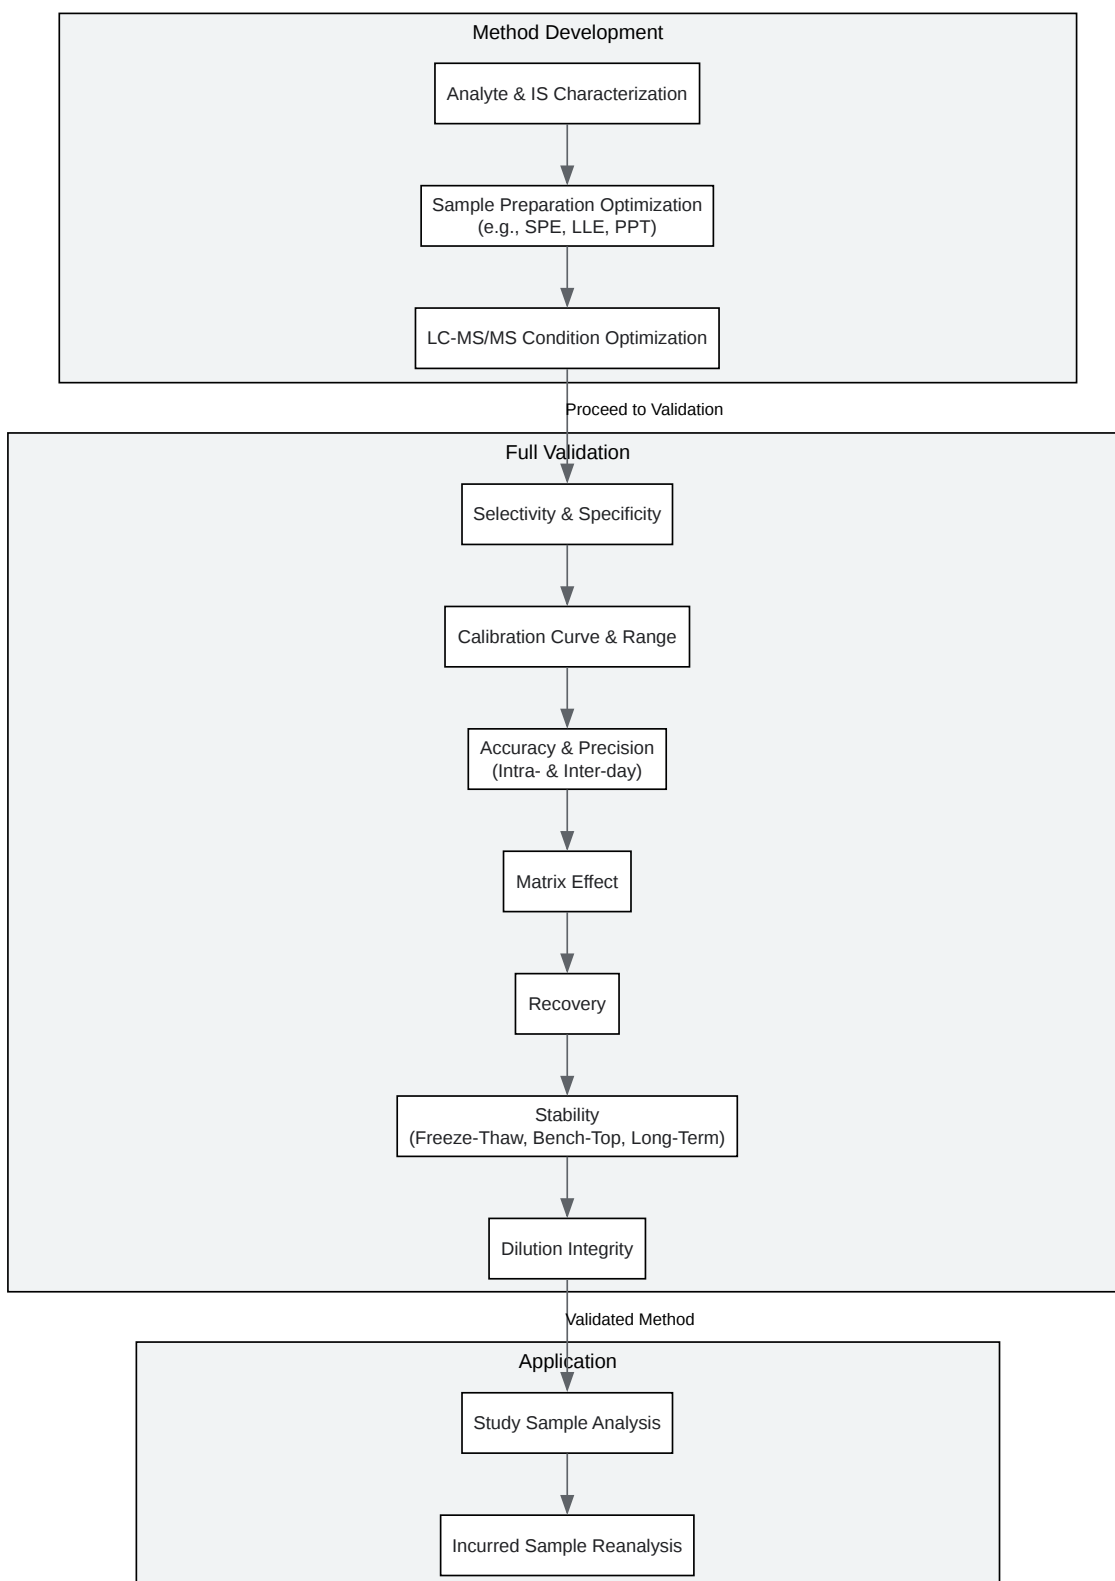 Method Development
Analyte & IS Characterization
Sample Preparation Optimization
(e.g., SPE, LLE, PPT)
LC-MS/MS Condition Optimization
Proceed to Validation
Full Validation
Selectivity & Specificity
Calibration Curve & Range
Accuracy & Precision
(Intra- & Inter-day)
Matrix Effect
Recovery
Stability
(Freeze-Thaw, Bench-Top, Long-Term)
Dilution Integrity
Validated Method
Application
Study Sample Analysis
Incurred Sample Reanalysis